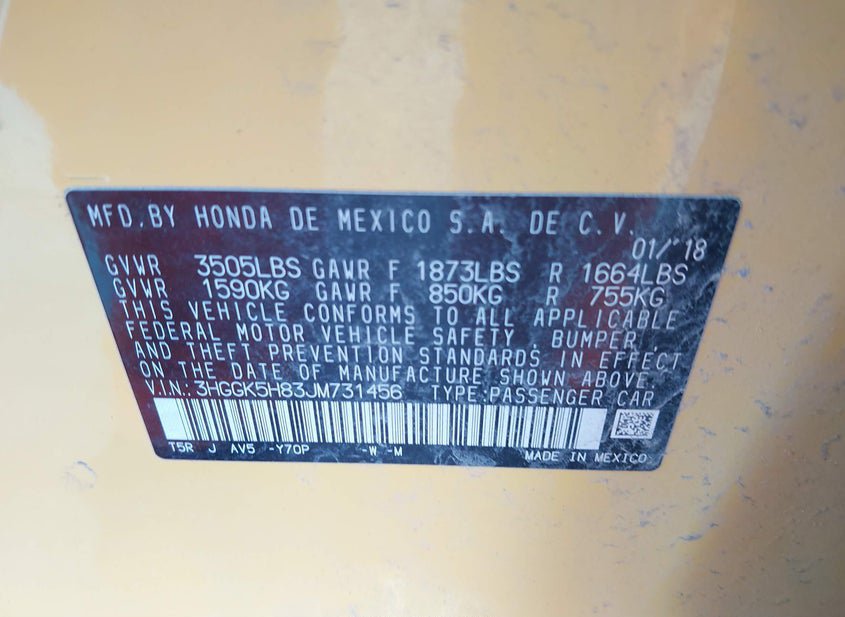 MFD. BY HONDA DE MEXICO S.A. DE C.V.
01/'18
GVWR 3505LBS GAWR F 1873LBS R 1664LBS
GVWR 1590KG GAWR F 850KG R 755KG
THIS VEHICLE CONFORMS TO ALL APPLICABLE
FEDERAL MOTOR VEHICLE SAFETY, BUMPER,
AND THEFT PREVENTION STANDARDS IN EFFECT
ON THE DATE OF MANUFACTURE SHOWN ABOVE.
V.I.N.: 3HGGK5H83JM731456 TYPE:PASSENGER CAR
T5R J AV5 -Y70P -W -M
MADE IN MEXICO